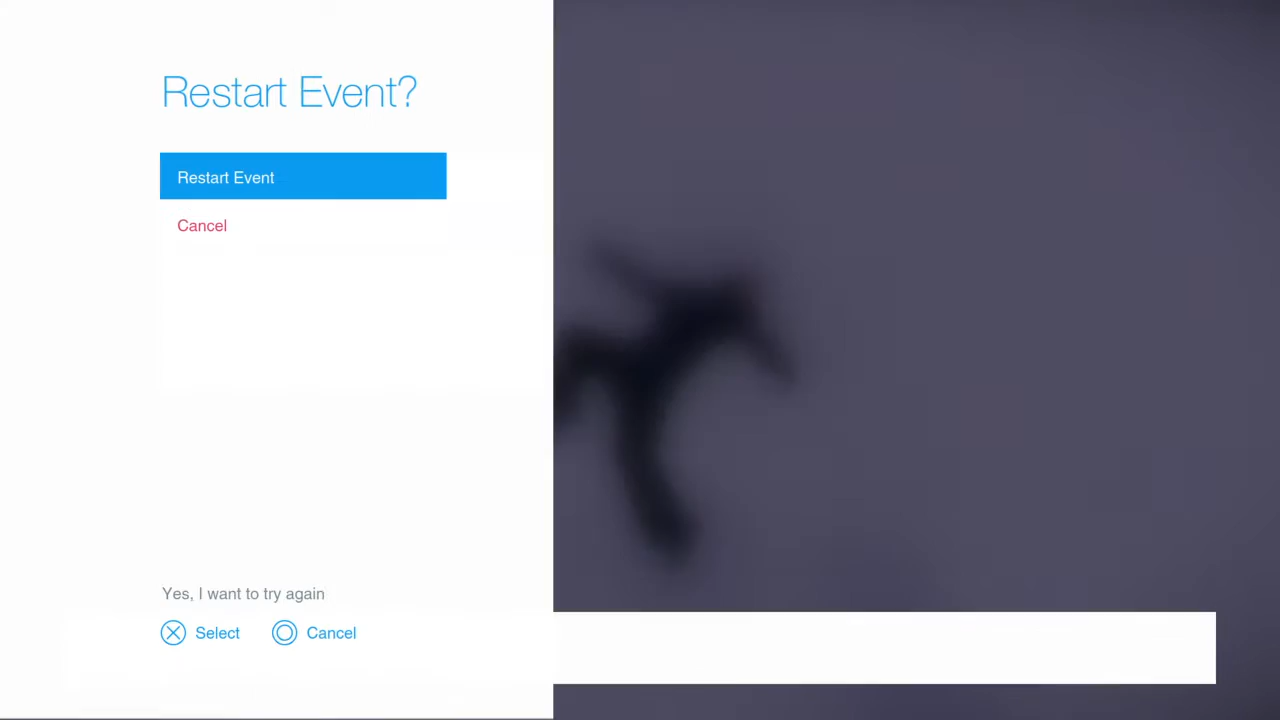 Restart Event?
Restart Event
Cancel
Yes, I want to try again
Select Cancel